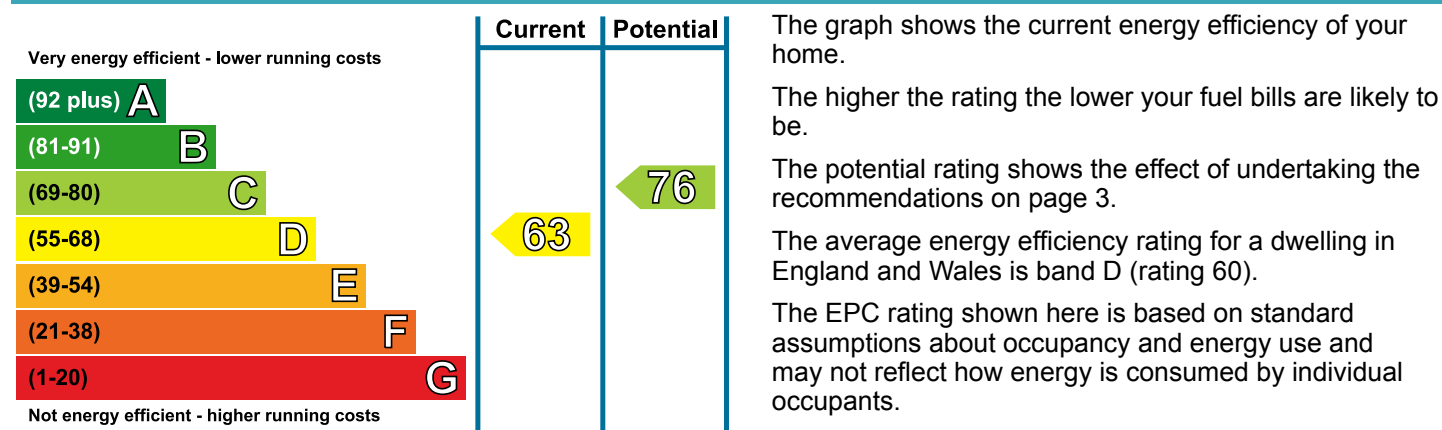 Current Potential
Very energy efficient - lower running costs
(92 plus) A
(81-91) B
(69-80) C
76
(55-68) D
63
(39-54) E
(21-38) F
(1-20) G
Not energy efficient - higher running costs
The graph shows the current energy efficiency of your
home.
The higher the rating the lower your fuel bills are likely to
be.
The potential rating shows the effect of undertaking the
recommendations on page 3.
The average energy efficiency rating for a dwelling in
England and Wales is band D (rating 60).
The EPC rating shown here is based on standard
assumptions about occupancy and energy use and
may not reflect how energy is consumed by individual
occupants.